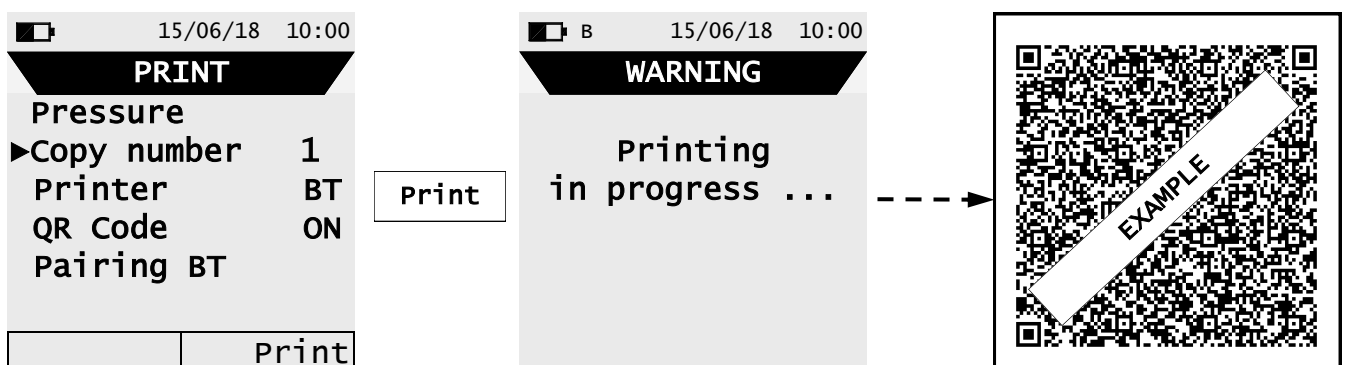 15/06/18 10:00
PRINT
Pressure
►Copy number 1
Printer BT
QR Code ON
Pairing BT
Print
Print
B 15/06/18 10:00
WARNING
Printing
in progress ...
EXAMPLE